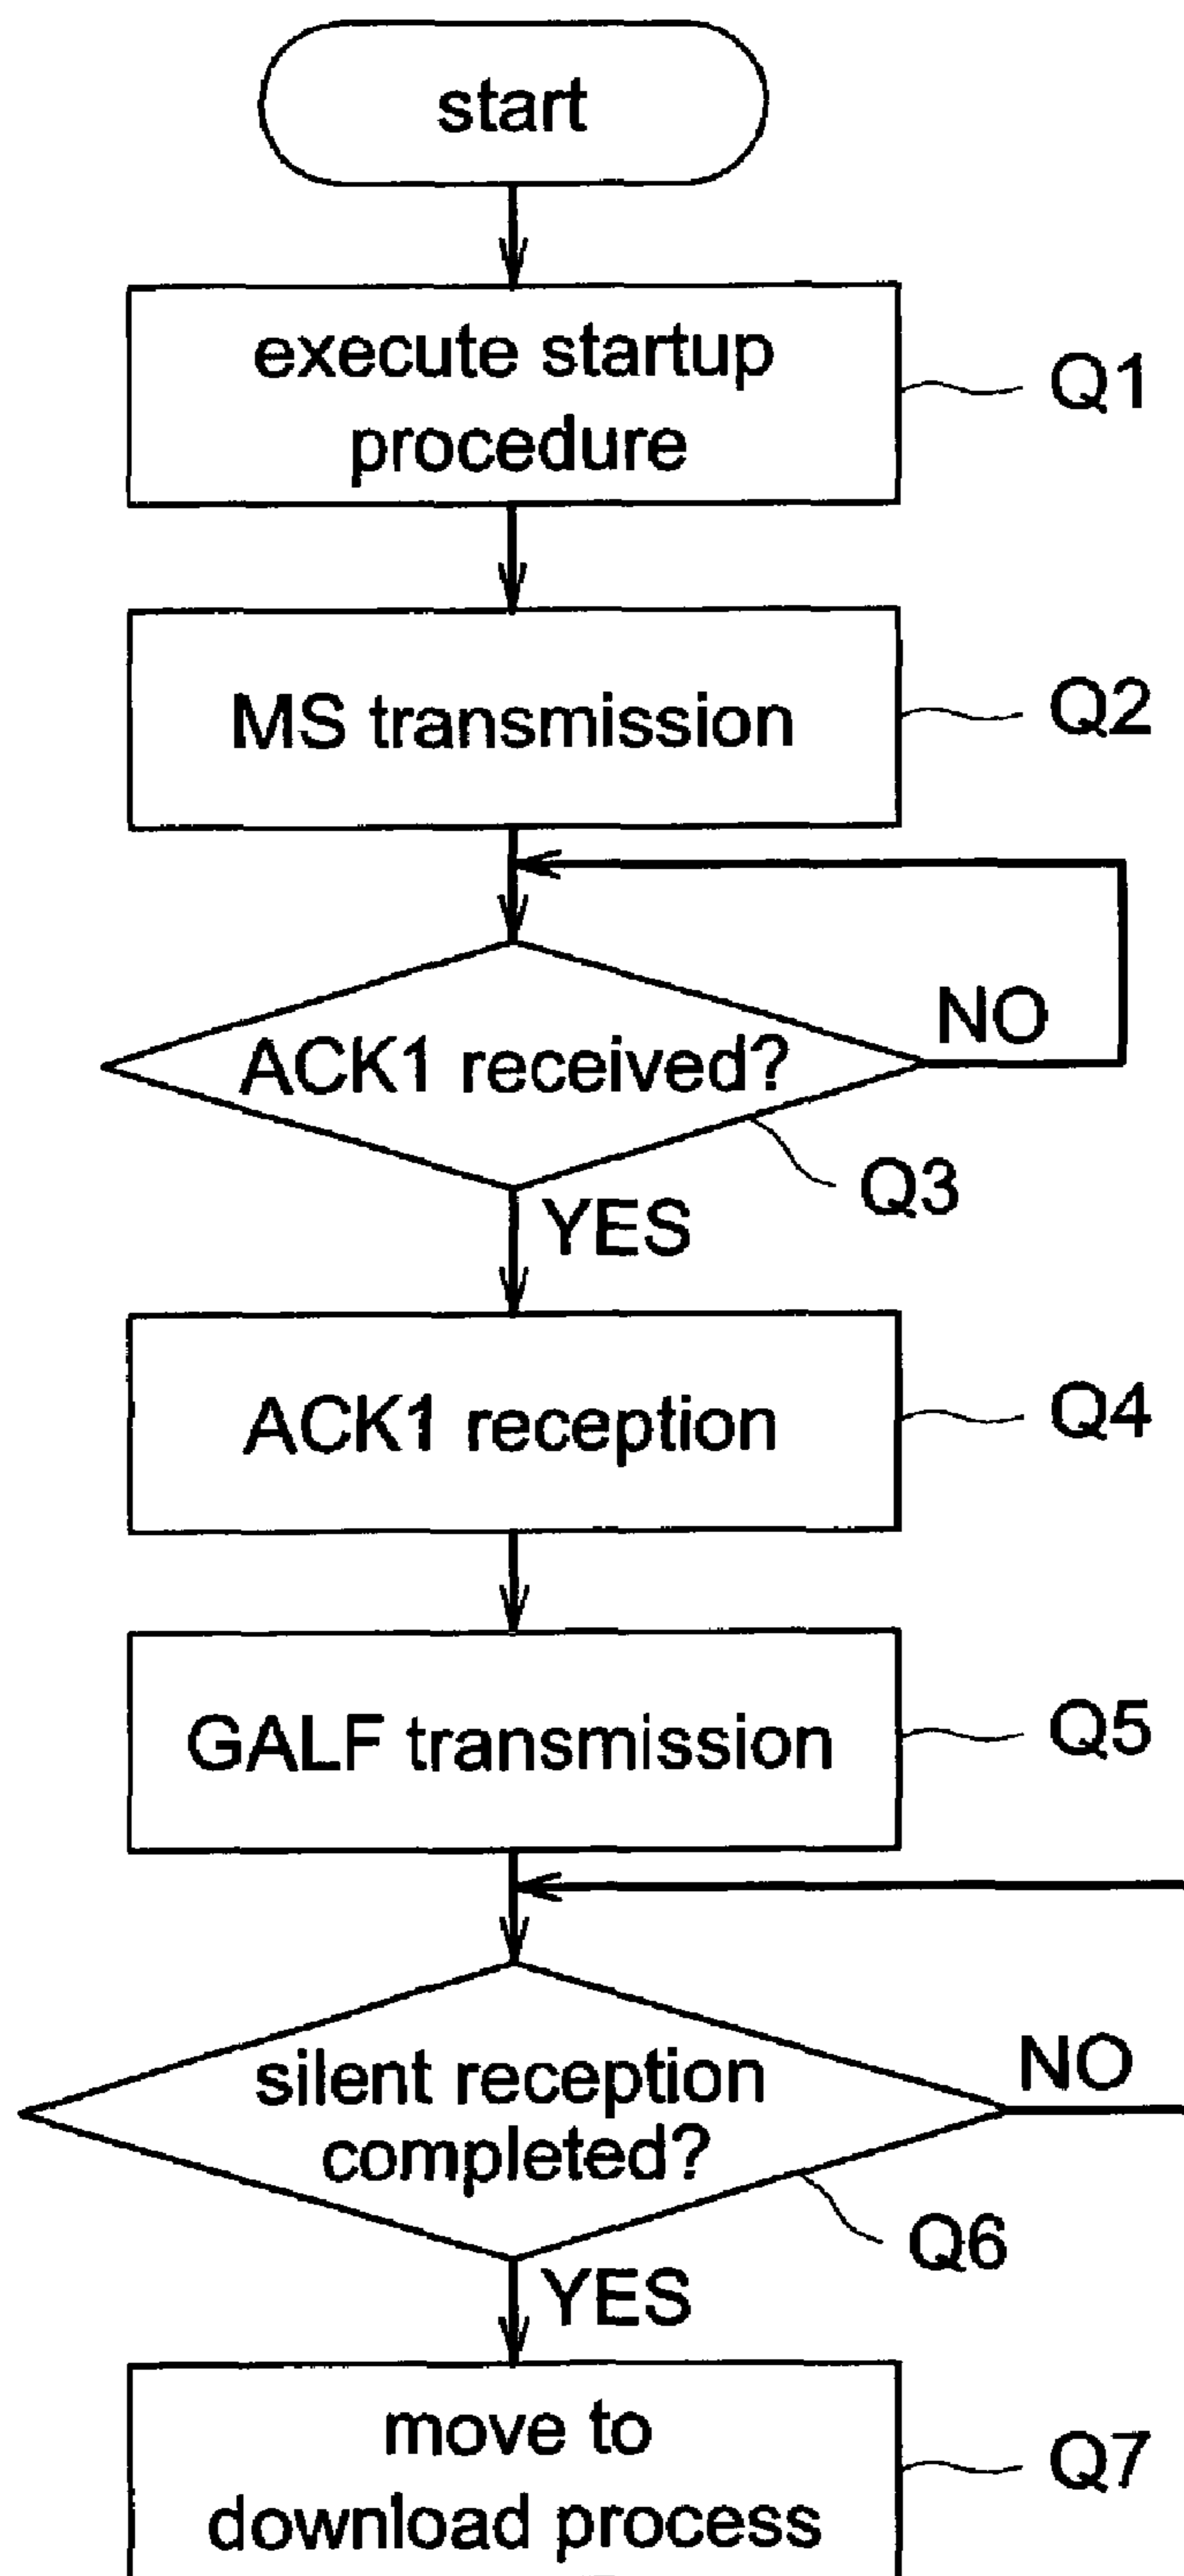 start
execute startup
procedure
Q1
MS transmission
Q2
NO
ACK1 received?
Q3
YES
ACK1 reception
Q4
GALF transmission
Q5
NO
silent reception
completed?
Q6
YES
move to
download process
Q7